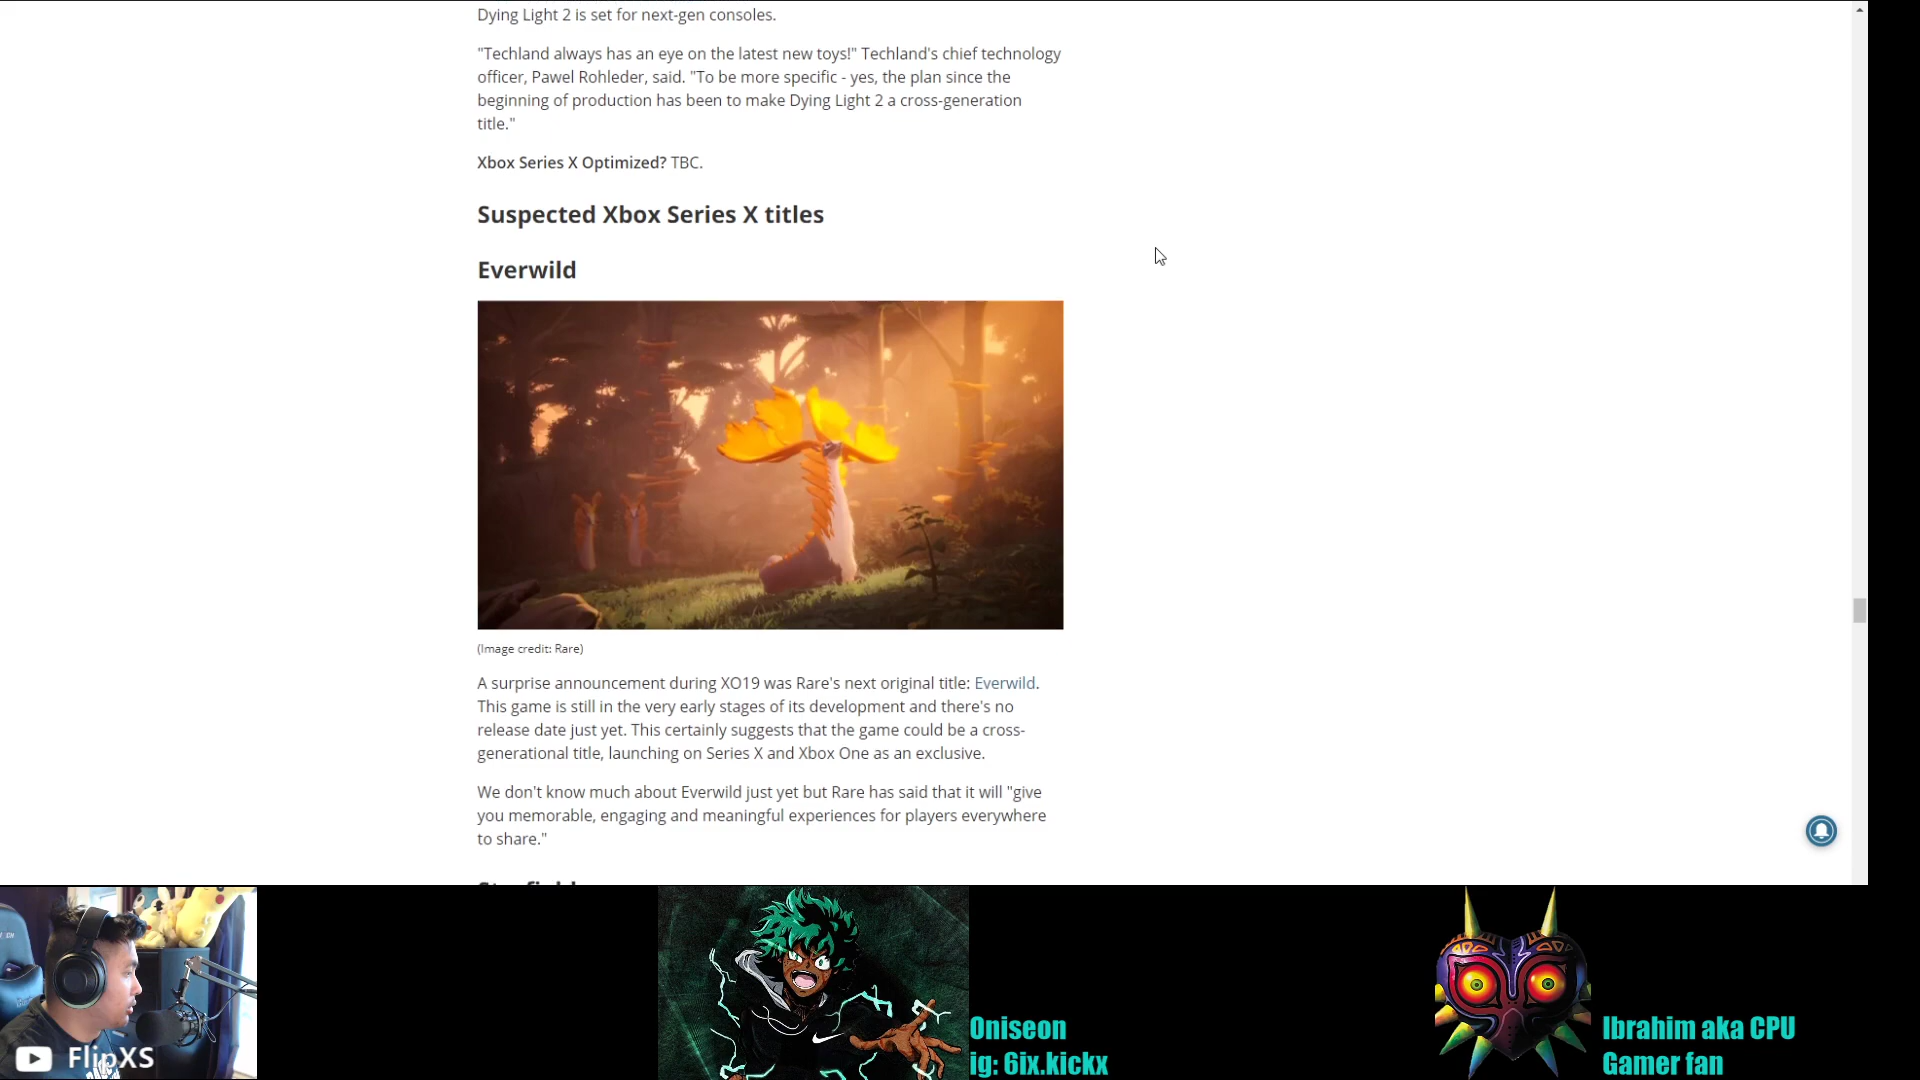 Dying Light 2 is set for next-gen consoles.
"Techland always has an eye on the latest new toys!" Techland's chief technology
officer, Pawel Rohleder, said. "To be more specific - yes, the plan since the
beginning of production has been to make Dying Light 2 a cross-generation
title."
Xbox Series X Optimized? TBC.
Suspected Xbox Series X titles
Everwild
(Image credit: Rare)
A surprise announcement during XO19 was Rare's next original title: Everwild.
This game is still in the very early stages of its development and there's no
release date just yet. This certainly suggests that the game could be a cross-
generational title, launching on Series X and Xbox One as an exclusive.
We don't know much about Everwild just yet but Rare has said that it will "give
you memorable, engaging and meaningful experiences for players everywhere
to share."
FlipXS
Oniseon
ig: 6ix.kickx
Ibrahim aka CPU
Gamer fan